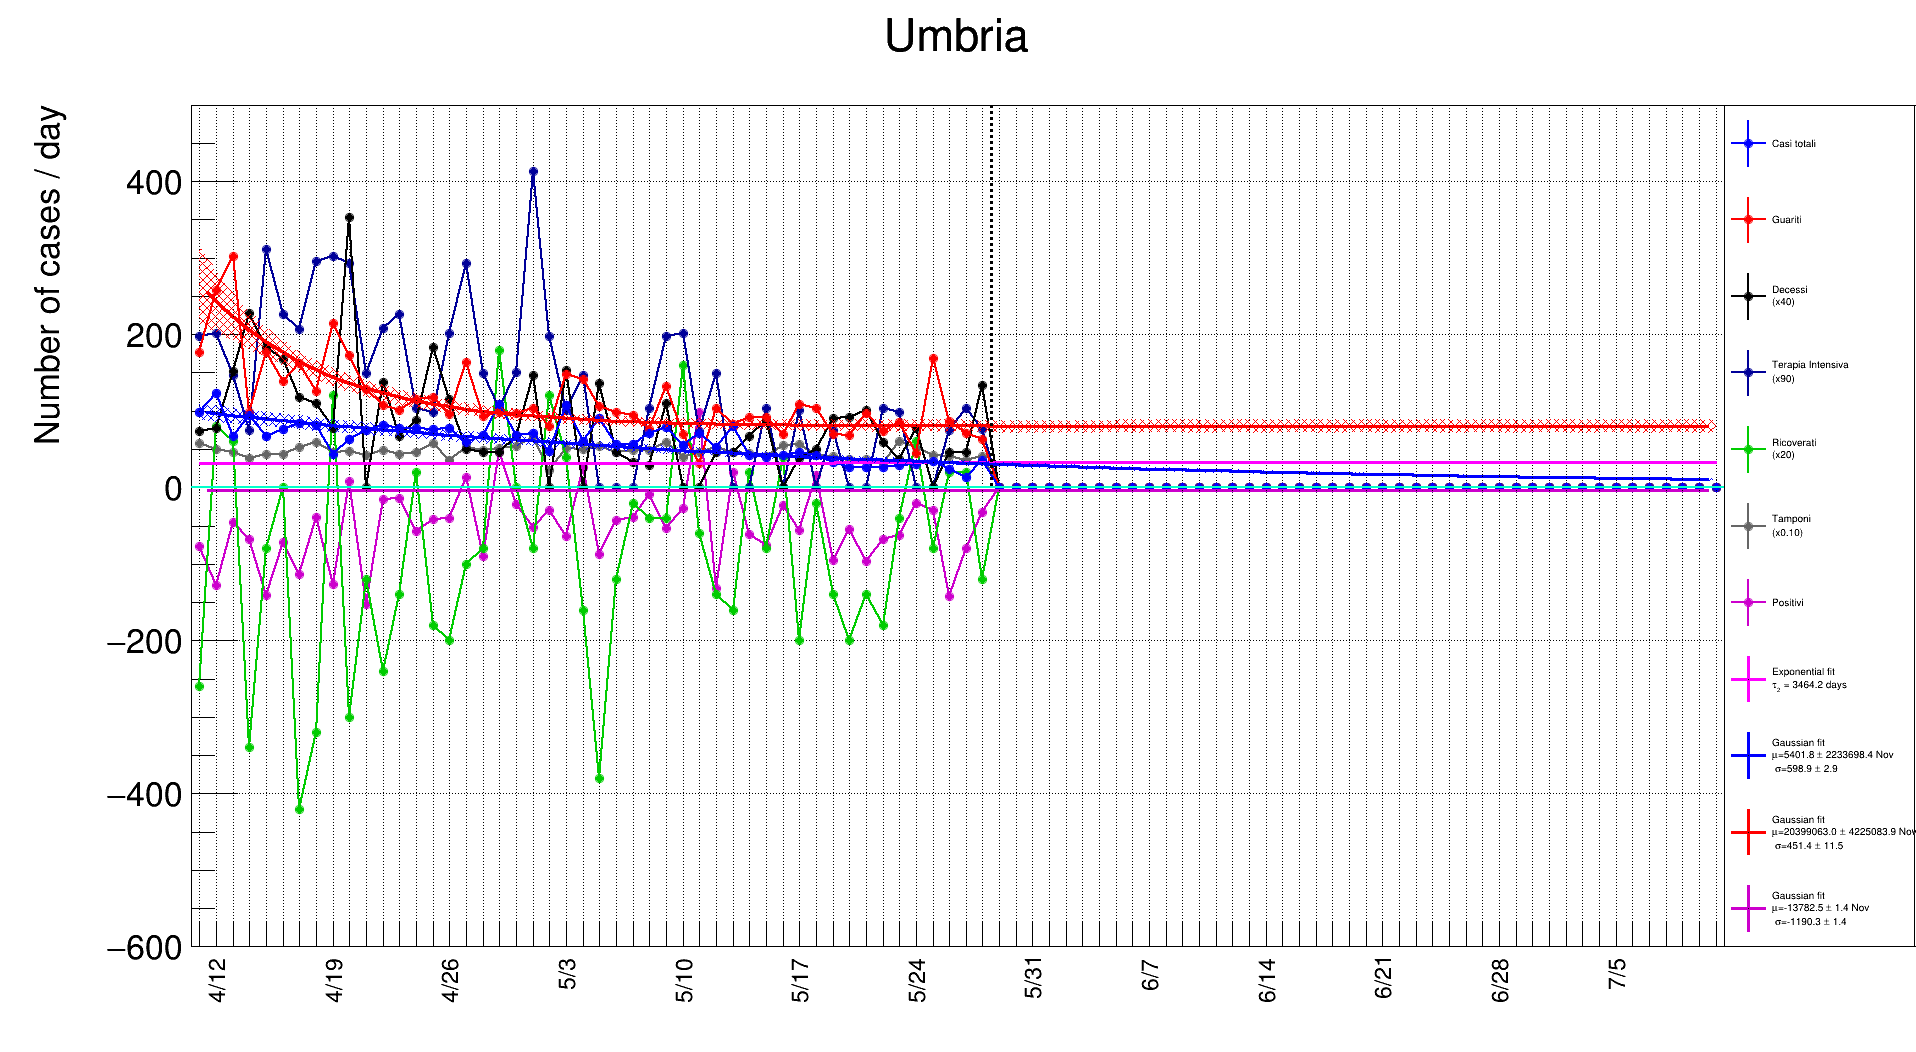 Umbria
Number of cases / day
400
200
0
−200
−400
−600
4/12
4/19
4/26
5/3
5/10
5/17
5/24
5/31
6/7
6/14
6/21
6/28
7/5
Casi totali
Guariti
Decessi
(x40)
Terapia Intensiva
(x90)
Ricoverati
(x20)
Tamponi
(x0.10)
Positivi
Exponential fit
τ2 = 3464.2 days
Gaussian fit
μ=5401.8 ± 2233698.4 Nov
σ=598.9 ± 2.9
Gaussian fit
μ=20399063.0 ± 4225083.9 Nov
σ=451.4 ± 11.5
Gaussian fit
μ=-13782.5 ± 1.4 Nov
σ=-1190.3 ± 1.4